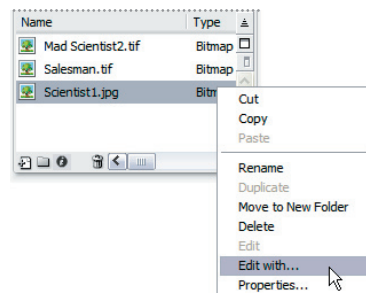 Name Type
Mad Scientist2.tif Bitmap
Salesman.tif Bitmap
Scientist1.jpg
Cut
Copy
Paste
Rename
Duplicate
Move to New Folder
Delete
Edit
Edit with...
Properties...